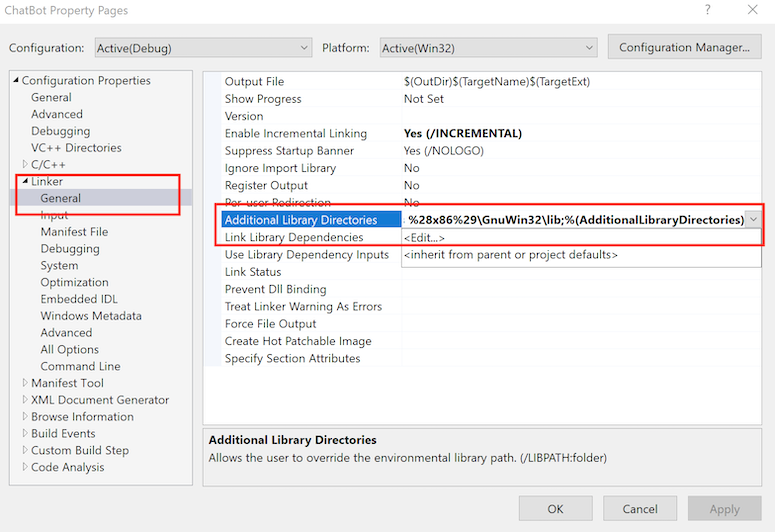 ChatBot Property Pages ? ×
Configuration: Active(Debug) Platform: Active(Win32) Configuration Manager...
Configuration Properties
General
Advanced
Debugging
VC++ Directories
C/C++
Linker
General
Input
Manifest File
Debugging
System
Optimization
Embedded IDL
Windows Metadata
Advanced
All Options
Command Line
Manifest Tool
XML Document Generator
Browse Information
Build Events
Custom Build Step
Code Analysis
Output File $(OutDir)$(TargetName)$(TargetExt)
Show Progress Not Set
Version
Enable Incremental Linking Yes (/INCREMENTAL)
Suppress Startup Banner Yes (/NOLOGO)
Ignore Import Library No
Register Output No
Per-user Redirection No
Additional Library Directories %28x86%29\GnuWin32\lib;%(AdditionalLibraryDirectories)
Link Library Dependencies <Edit...>
Use Library Dependency Inputs <inherit from parent or project defaults>
Link Status
Prevent Dll Binding
Treat Linker Warning As Errors
Force File Output
Create Hot Patchable Image
Specify Section Attributes
Additional Library Directories
Allows the user to override the environmental library path. (/LIBPATH:folder)
OK Cancel Apply